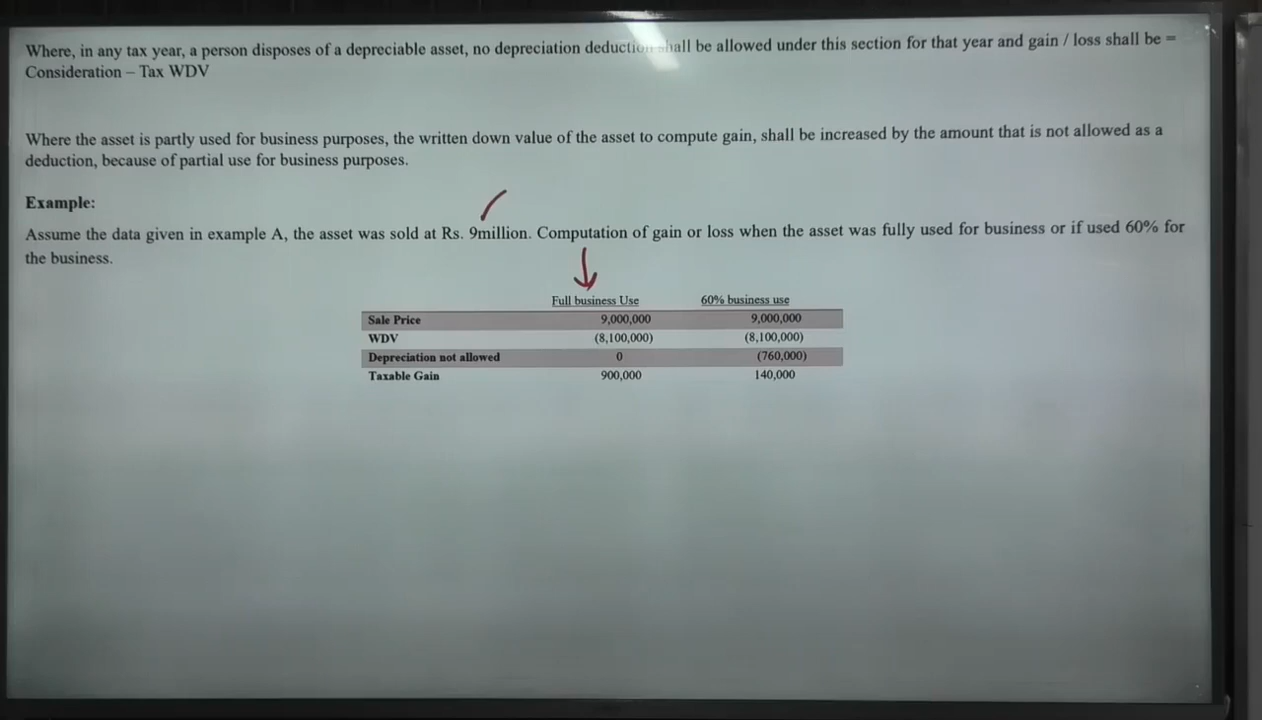 Where, in any tax year, a person disposes of a depreciable asset, no depreciation deduction shall be allowed under this section for that year and gain / loss shall be =
Consideration – Tax WDV
Where the asset is partly used for business purposes, the written down value of the asset to compute gain, shall be increased by the amount that is not allowed as a
deduction, because of partial use for business purposes.
Example:
Assume the data given in example A, the asset was sold at Rs. 9million. Computation of gain or loss when the asset was fully used for business or if used 60% for
the business.
Full business Use 60% business use
Sale Price 9,000,000 9,000,000
WDV (8,100,000) (8,100,000)
Depreciation not allowed 0 (760,000)
Taxable Gain 900,000 140,000